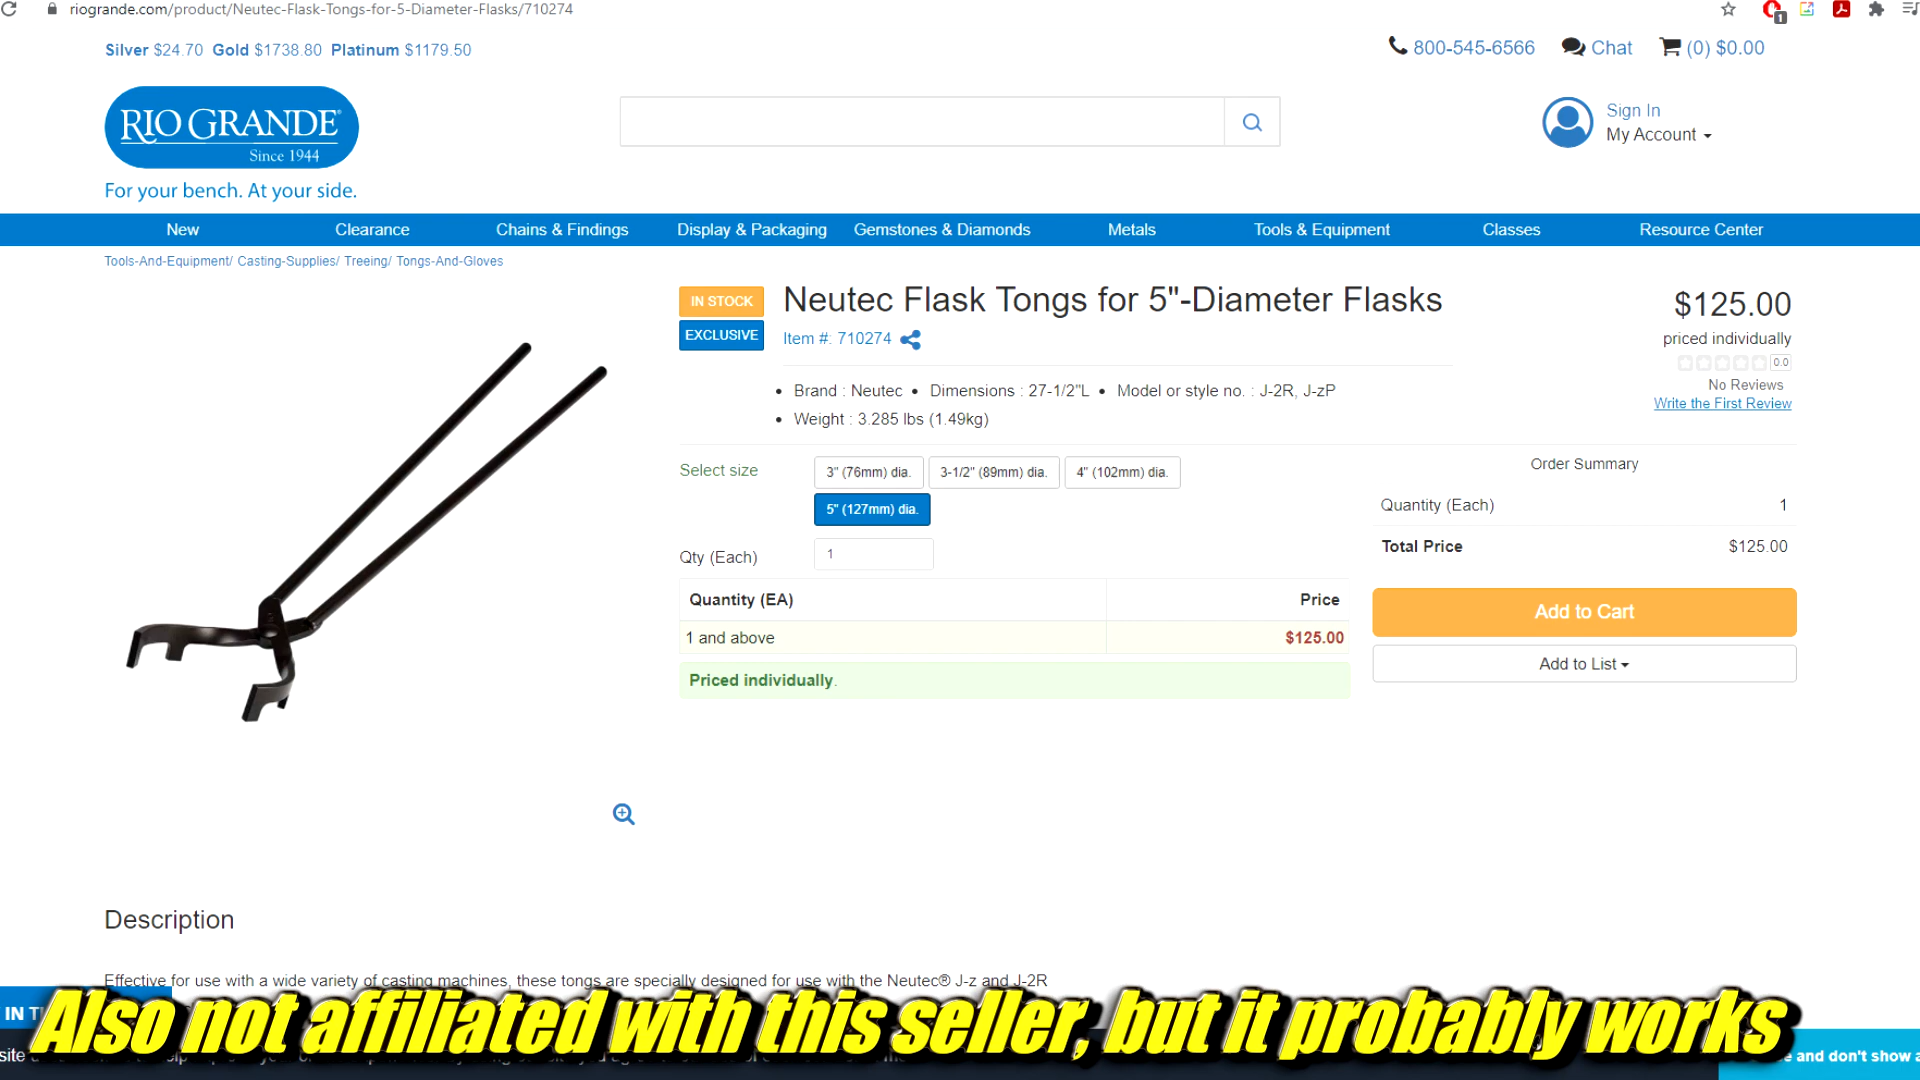 riogrande.com/product/Neutec-Flask-Tongs-for-5-Diameter-Flasks/710274
1
Silver $24.70 Gold $1738.80 Platinum $1179.50
800-545-6566 Chat (0) $0.00
RIO GRANDE®
Since 1944
For your bench. At your side.
Sign In
My Account
New Clearance Chains & Findings Display & Packaging Gemstones & Diamonds Metals Tools & Equipment Classes Resource Center
Tools-And-Equipment/ Casting-Supplies/ Treeing/ Tongs-And-Gloves
IN STOCK
EXCLUSIVE
Neutec Flask Tongs for 5"-Diameter Flasks
Item #: 710274
$125.00
priced individually
0.0
No Reviews
Write the First Review
• Brand : Neutec • Dimensions : 27-1/2"L • Model or style no. : J-2R, J-zP
• Weight : 3.285 lbs (1.49kg)
Select size
3" (76mm) dia. 3-1/2" (89mm) dia. 4" (102mm) dia.
5" (127mm) dia.
Qty (Each) 1
Quantity (EA) Price
1 and above $125.00
Priced individually.
Order Summary
Quantity (Each) 1
Total Price $125.00
Add to Cart
Add to List
Description
Effective for use with a wide variety of casting machines, these tongs are specially designed for use with the Neutec® J-z and J-2R
IN
Also not affiliated with this seller, but it probably works
site
and don't show